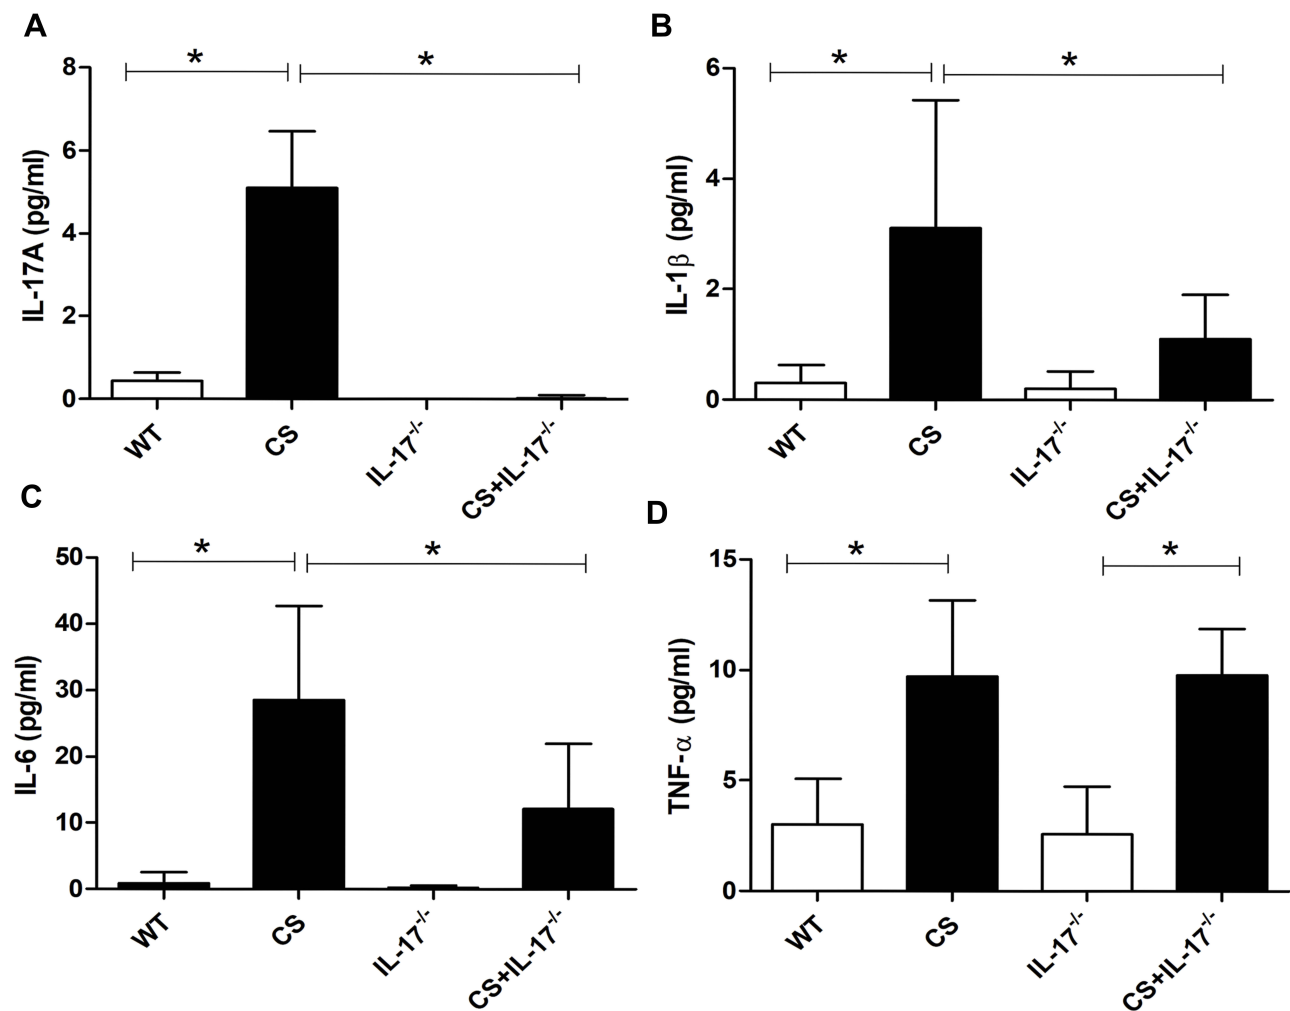 A
IL-17A (pg/ml)
8
6
4
2
0
* *
WT
CS
IL-17-/-
CS+IL-17-/-
B
IL-1β (pg/ml)
6
4
2
0
* *
WT
CS
IL-17-/-
CS+IL-17-/-
C
IL-6 (pg/ml)
50
40
30
20
10
0
* *
WT
CS
IL-17-/-
CS+IL-17-/-
D
TNF-α (pg/ml)
15
10
5
0
* *
WT
CS
IL-17-/-
CS+IL-17-/-